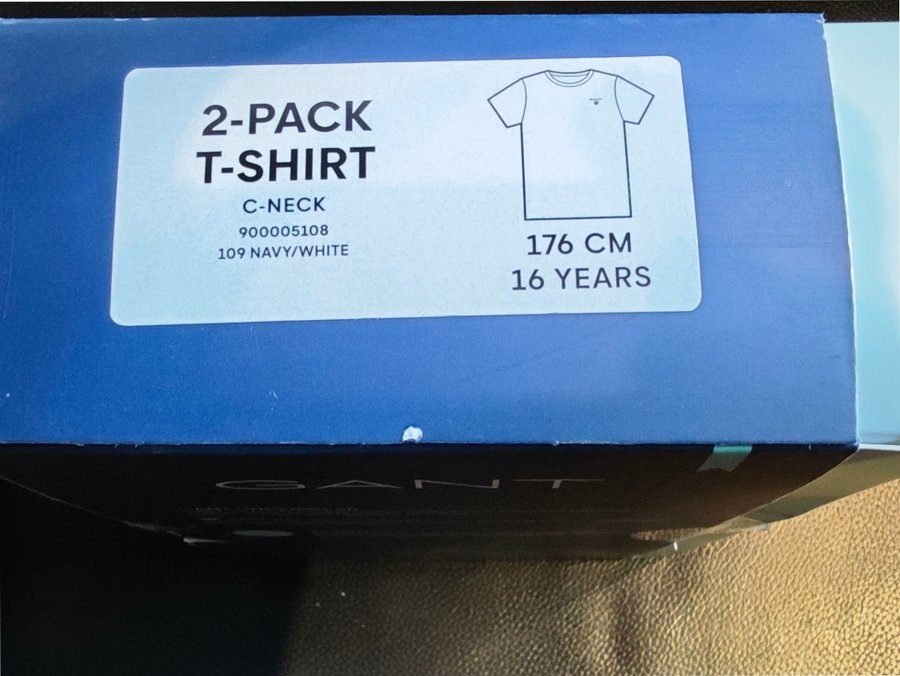 2-PACK
T-SHIRT
C-NECK
900005108
109 NAVY/WHITE
176 CM
16 YEARS
GANT